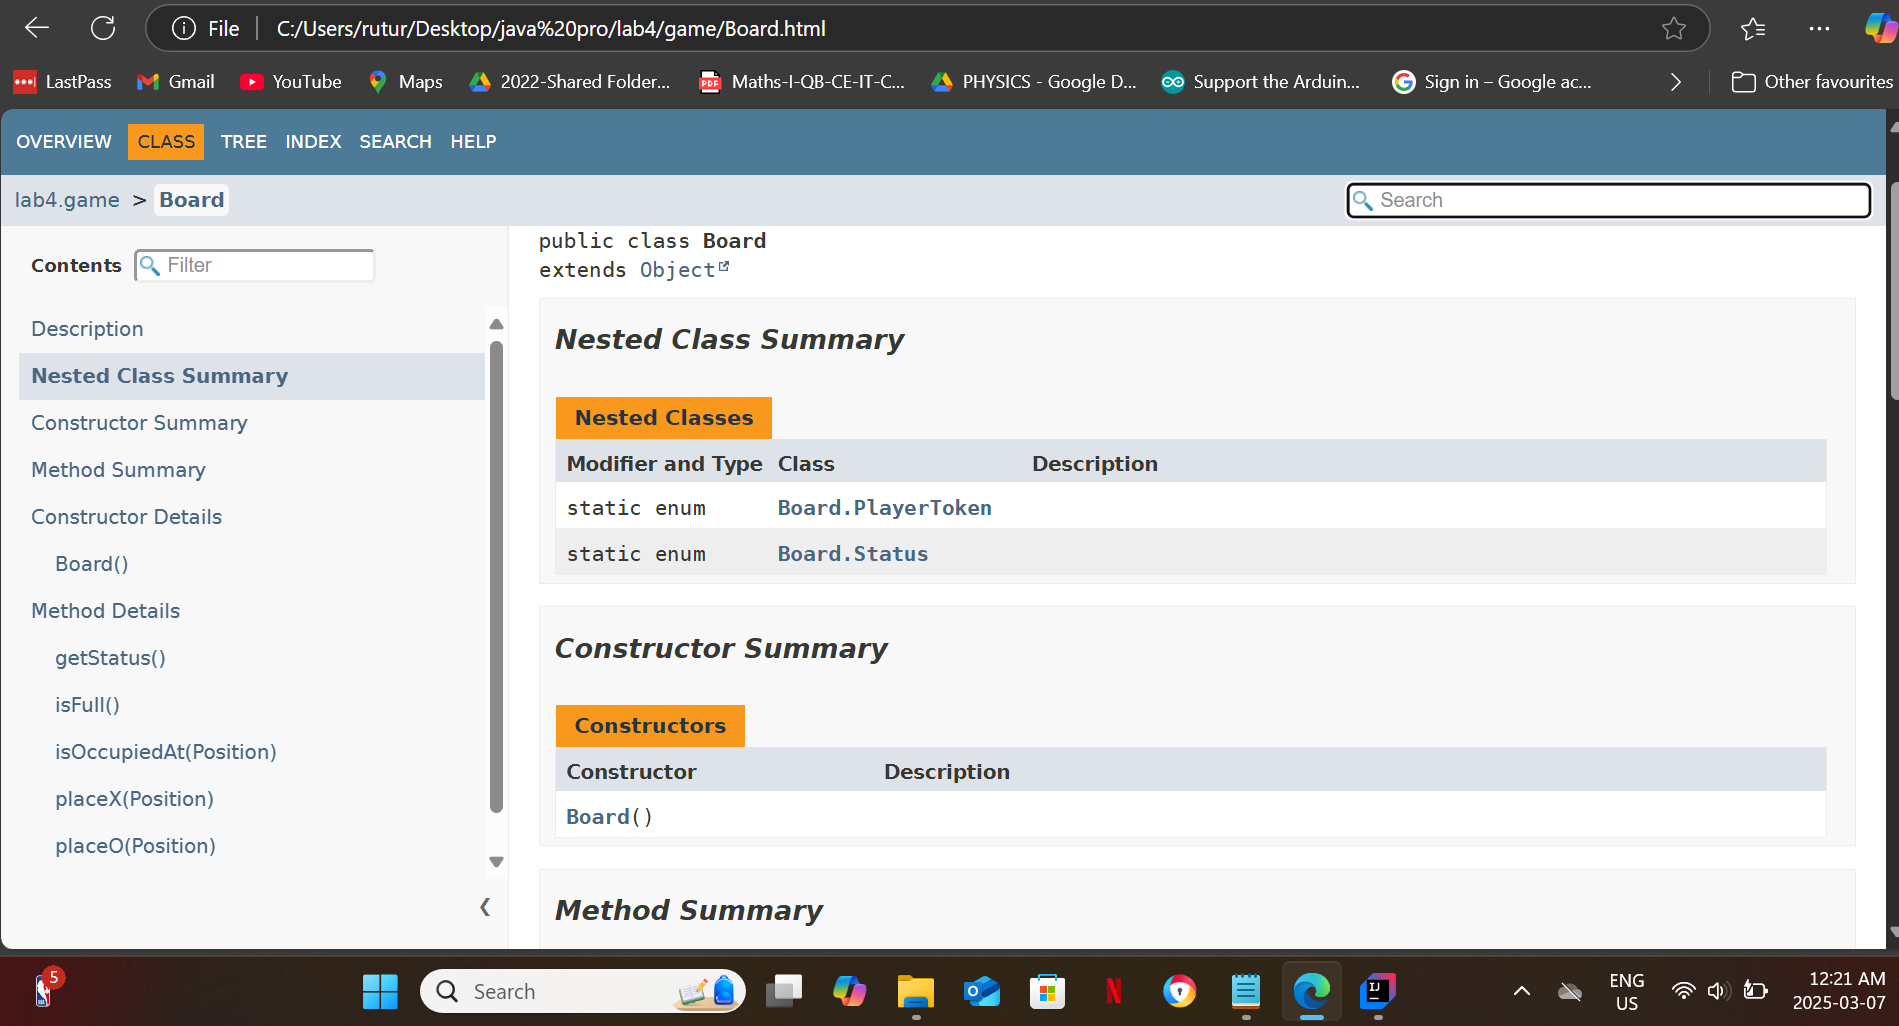 File C:/Users/rutur/Desktop/java%20pro/lab4/game/Board.html
LastPass Gmail YouTube Maps 2022-Shared Folder... PDF Maths-I-QB-CE-IT-C... PHYSICS - Google D... Support the Arduin... Sign in – Google ac... Other favourites
OVERVIEW CLASS TREE INDEX SEARCH HELP
lab4.game > Board Search
Contents Filter
Description
Nested Class Summary
Constructor Summary
Method Summary
Constructor Details
Board()
Method Details
getStatus()
isFull()
isOccupiedAt(Position)
placeX(Position)
placeO(Position)
public class Board
extends Object
Nested Class Summary
Nested Classes
Modifier and Type Class Description
static enum Board.PlayerToken
static enum Board.Status
Constructor Summary
Constructors
Constructor Description
Board()
Method Summary
5 Search ENG 12:21 AM
US 2025-03-07